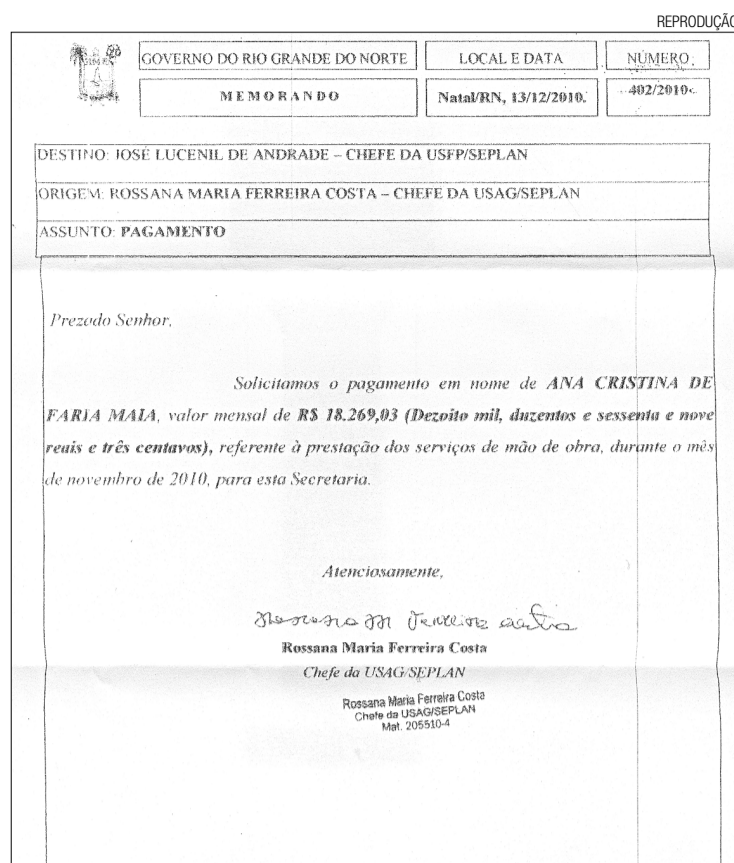 REPRODUÇÃO
GOVERNO DO RIO GRANDE DO NORTE
LOCAL E DATA
NÚMERO
MEMORANDO
Natal/RN, 13/12/2010.
402/2010
DESTINO: JOSÉ LUCENIL DE ANDRADE – CHEFE DA USFP/SEPLAN
ORIGEM: ROSSANA MARIA FERREIRA COSTA – CHEFE DA USAG/SEPLAN
ASSUNTO: PAGAMENTO
Prezado Senhor,
Solicitamos o pagamento em nome de ANA CRISTINA DE
FARIA MAIA, valor mensal de R$ 18.269,03 (Dezoito mil, duzentos e sessenta e nove
reais e três centavos), referente à prestação dos serviços de mão de obra, durante o mês
de novembro de 2010, para esta Secretaria.
Atenciosamente,
Rossana M Ferreira Costa
Rossana Maria Ferreira Costa
Chefe da USAG/SEPLAN
Rossana Maria Ferreira Costa
Chefe da USAG/SEPLAN
Mat. 205510-4